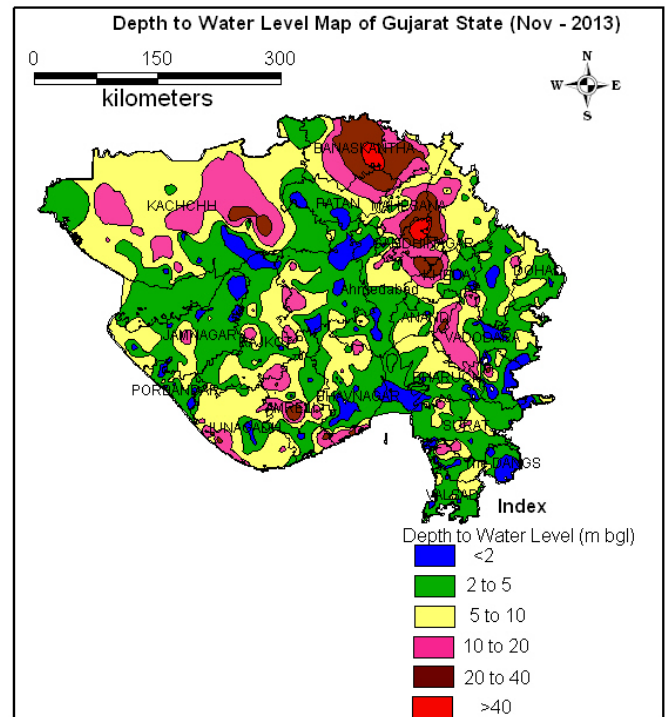 Depth to Water Level Map of Gujarat State (Nov - 2013)
0 150 300
kilometers
N
W E
S
BANASKANTHA
PATAN
MAHESANA
KACHCHH
GANDHINAGAR
KHEDA
DOHAD
Ahmedabad
ANAND
JAMNAGAR
RAJKOT
VADODARA
PORBANDAR
BHAVNAGAR
BHARUCH
AMRELI
JUNAGADH
SURAT
THE DANGS
VALSAD
Index
Depth to Water Level (m bgl)
<2
2 to 5
5 to 10
10 to 20
20 to 40
>40